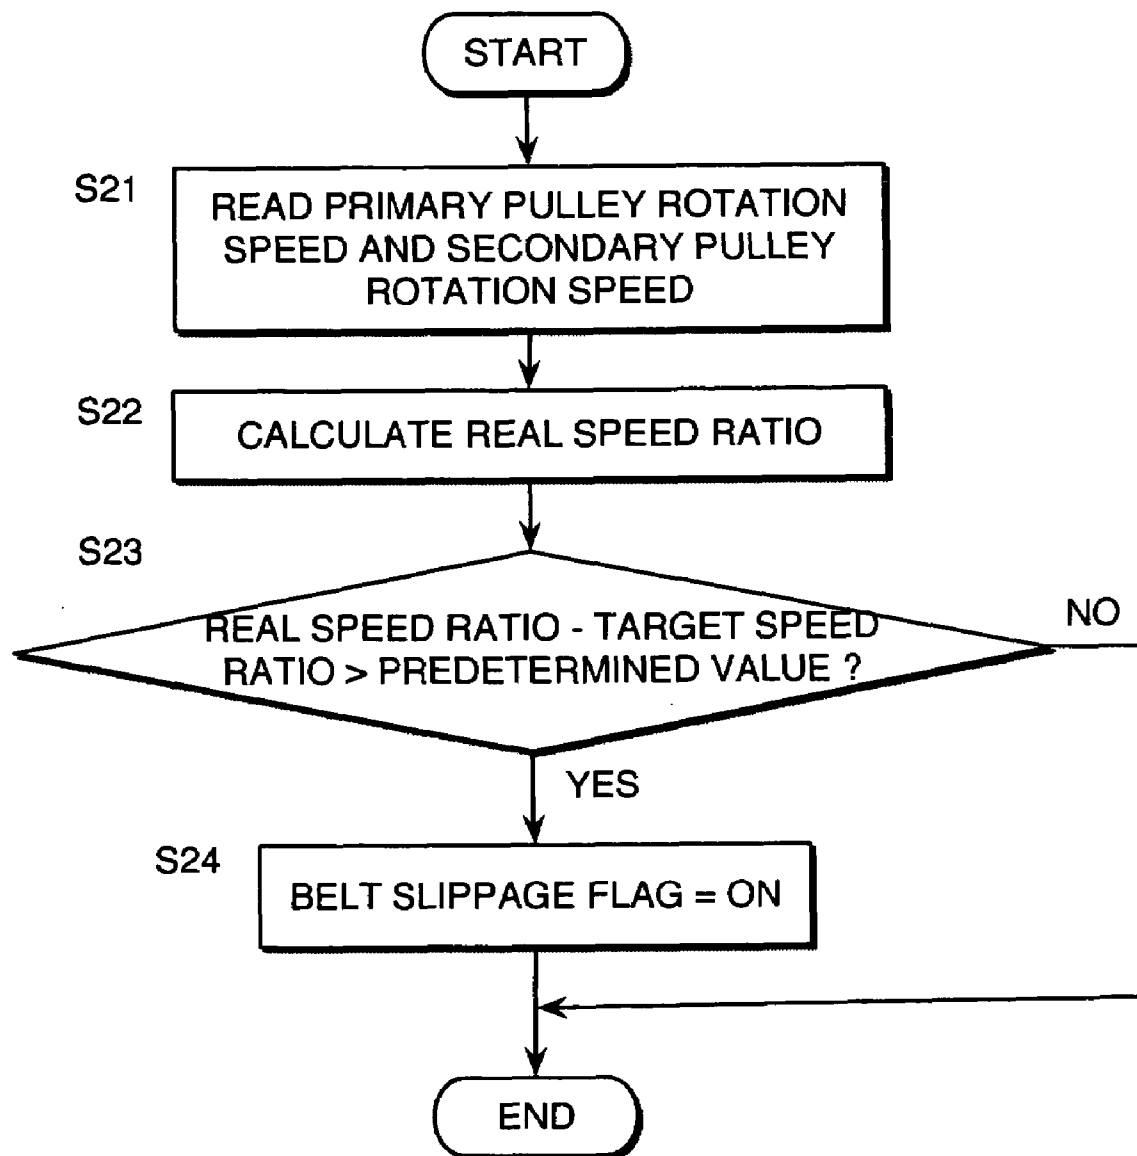 START
S21
READ PRIMARY PULLEY ROTATION
SPEED AND SECONDARY PULLEY
ROTATION SPEED
S22
CALCULATE REAL SPEED RATIO
S23
REAL SPEED RATIO - TARGET SPEED
RATIO > PREDETERMINED VALUE ?
NO
YES
S24
BELT SLIPPAGE FLAG = ON
END